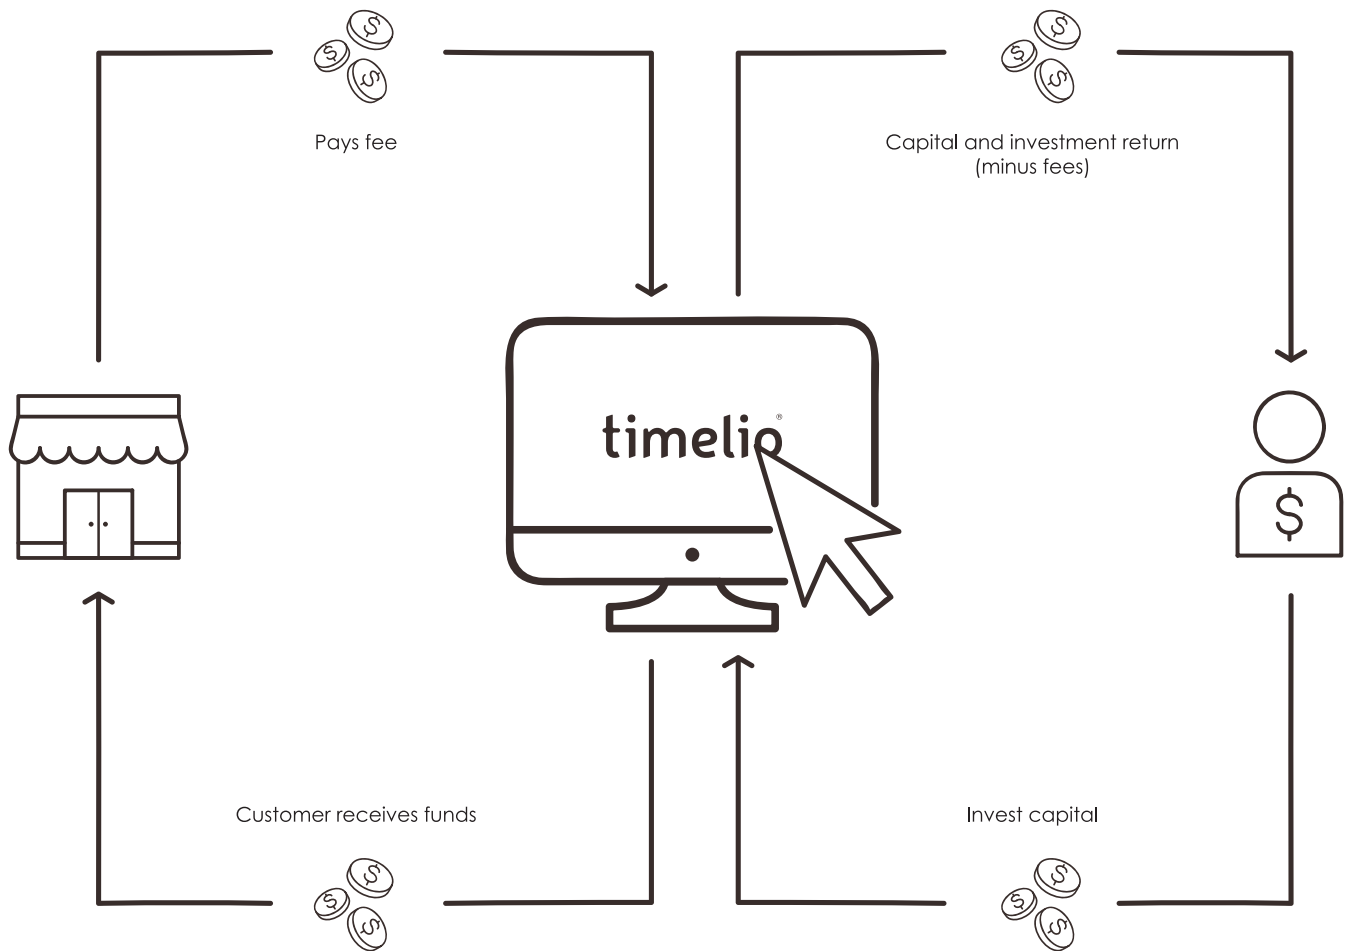 Pays fee
Capital and investment return
(minus fees)
timelio®
Customer receives funds
Invest capital